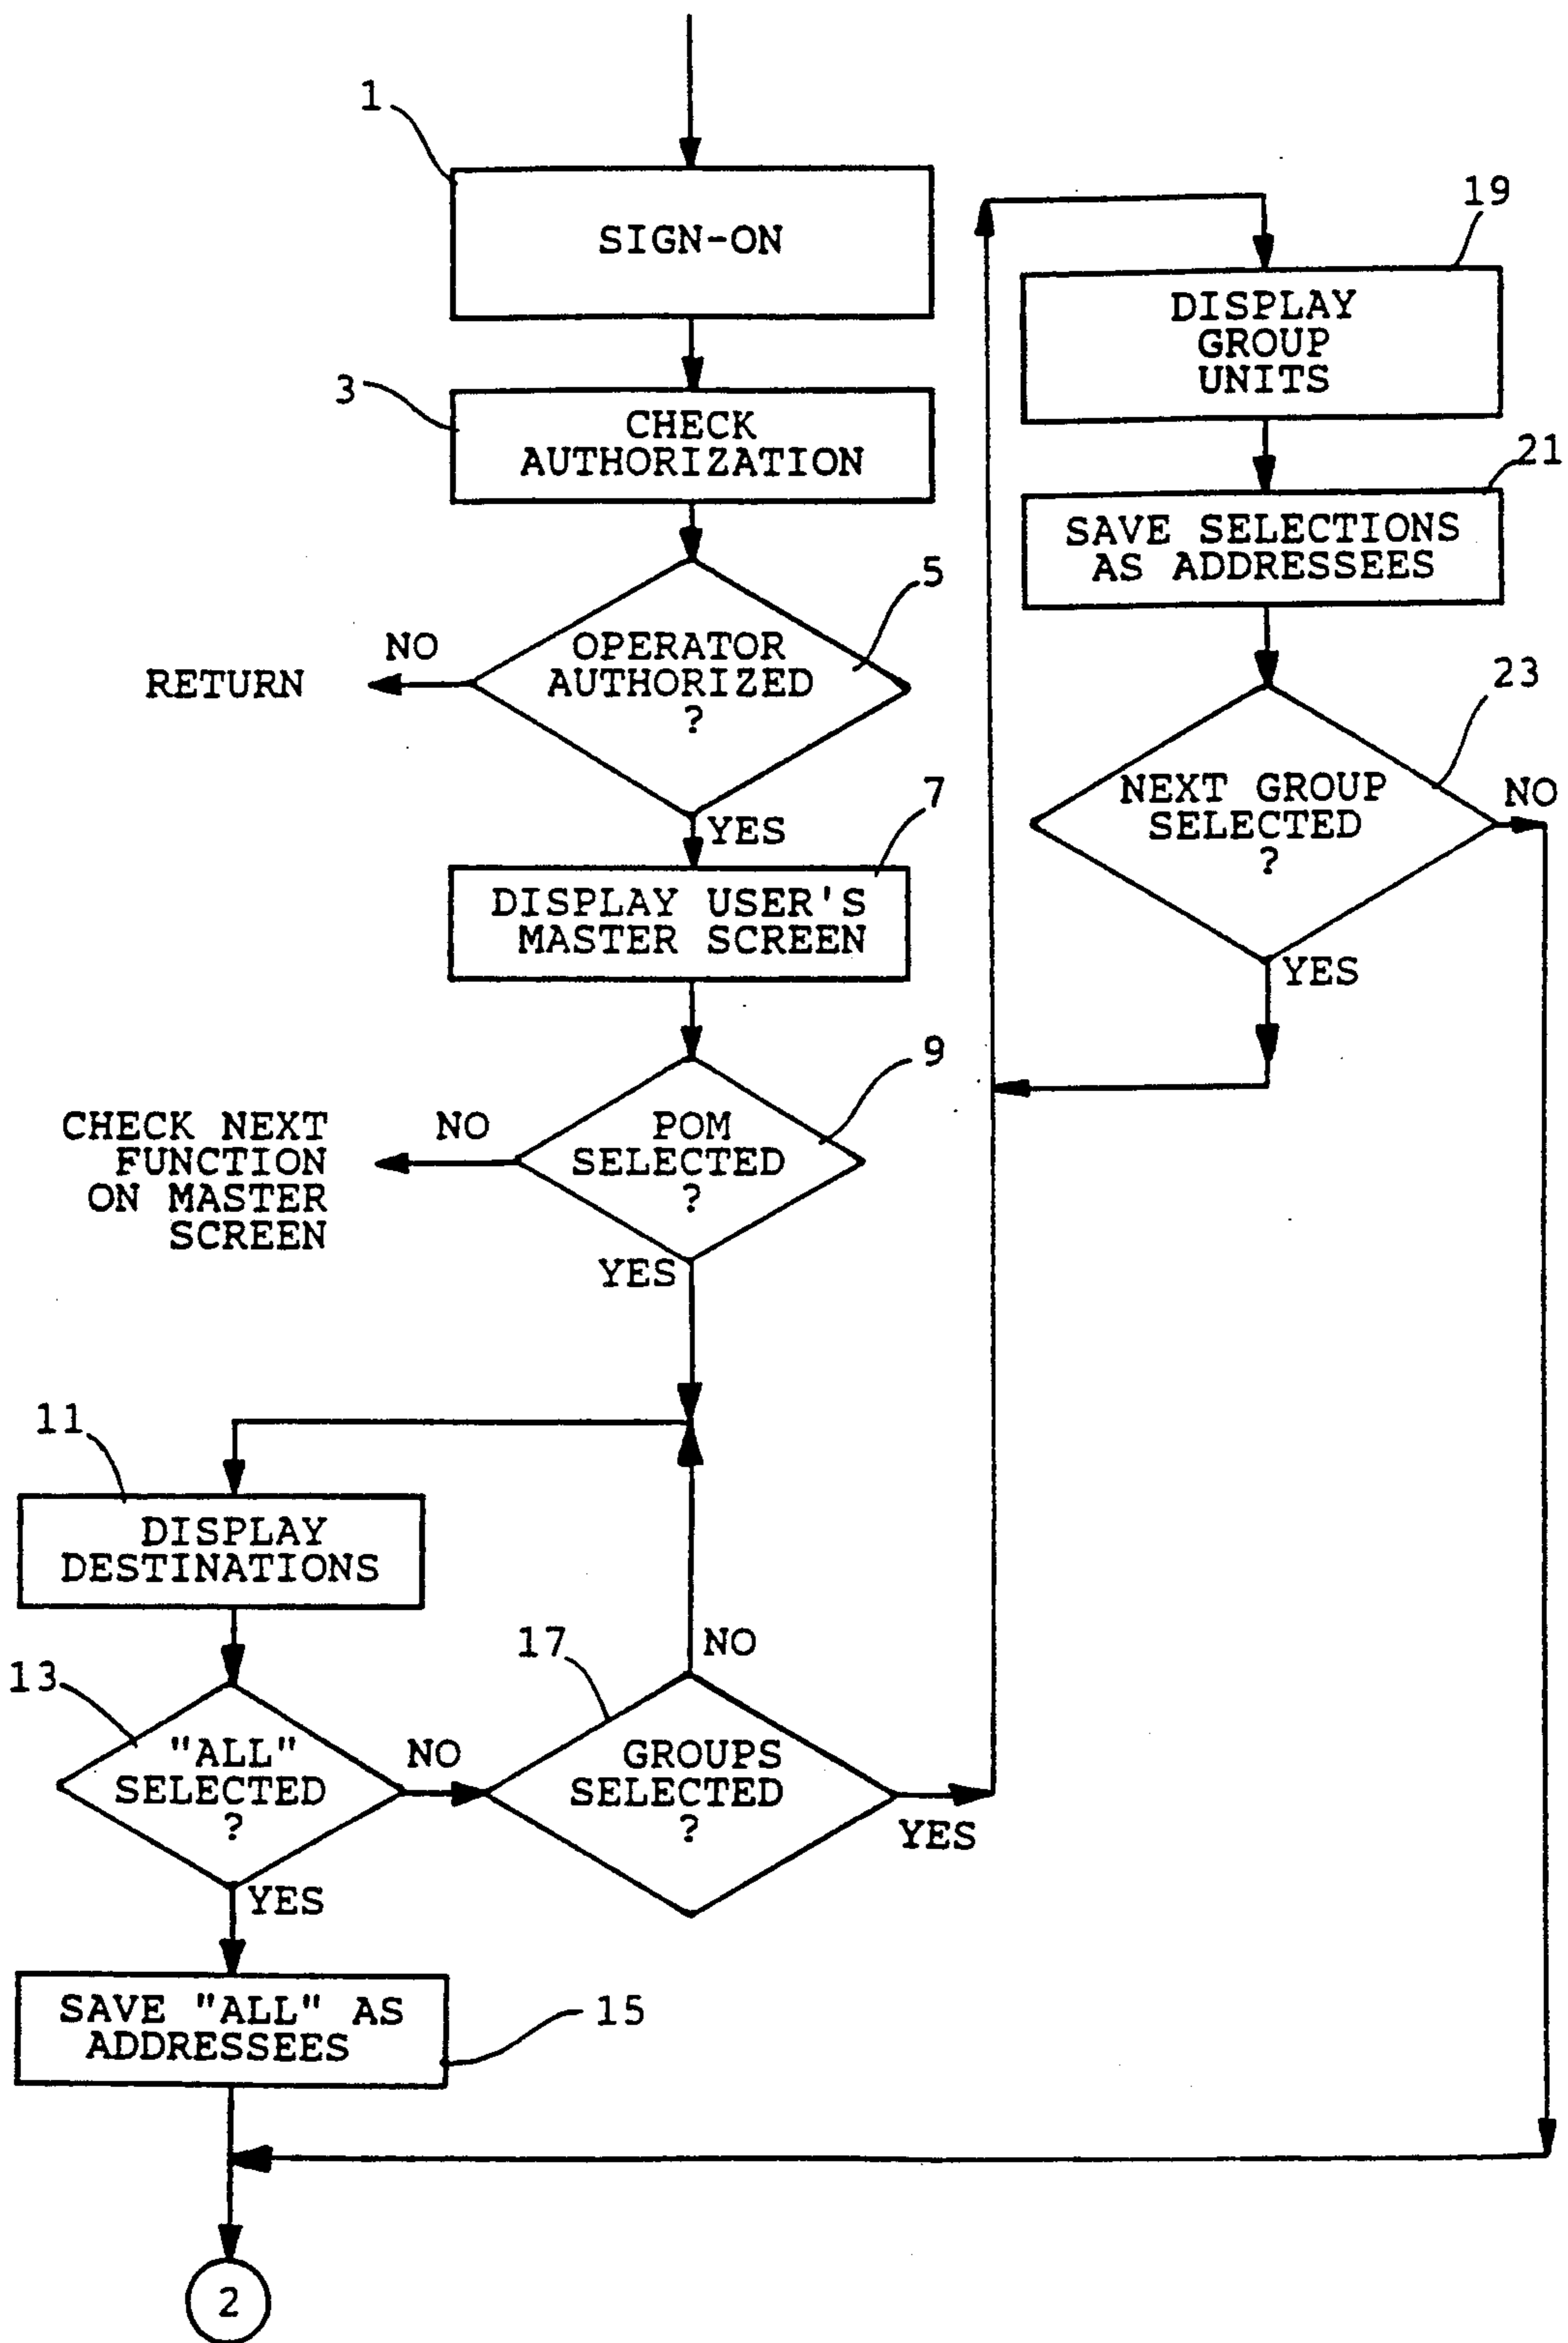 1
SIGN-ON
3
CHECK
AUTHORIZATION
5
OPERATOR
AUTHORIZED
?
NO
RETURN
YES
7
DISPLAY USER'S
MASTER SCREEN
9
POM
SELECTED
?
NO
CHECK NEXT
FUNCTION
ON MASTER
SCREEN
YES
11
DISPLAY
DESTINATIONS
13
"ALL"
SELECTED
?
NO
YES
SAVE "ALL" AS
ADDRESSEES
15
17
GROUPS
SELECTED
?
NO
YES
19
DISPLAY
GROUP
UNITS
21
SAVE SELECTIONS
AS ADDRESSEES
23
NEXT GROUP
SELECTED
?
NO
YES
2